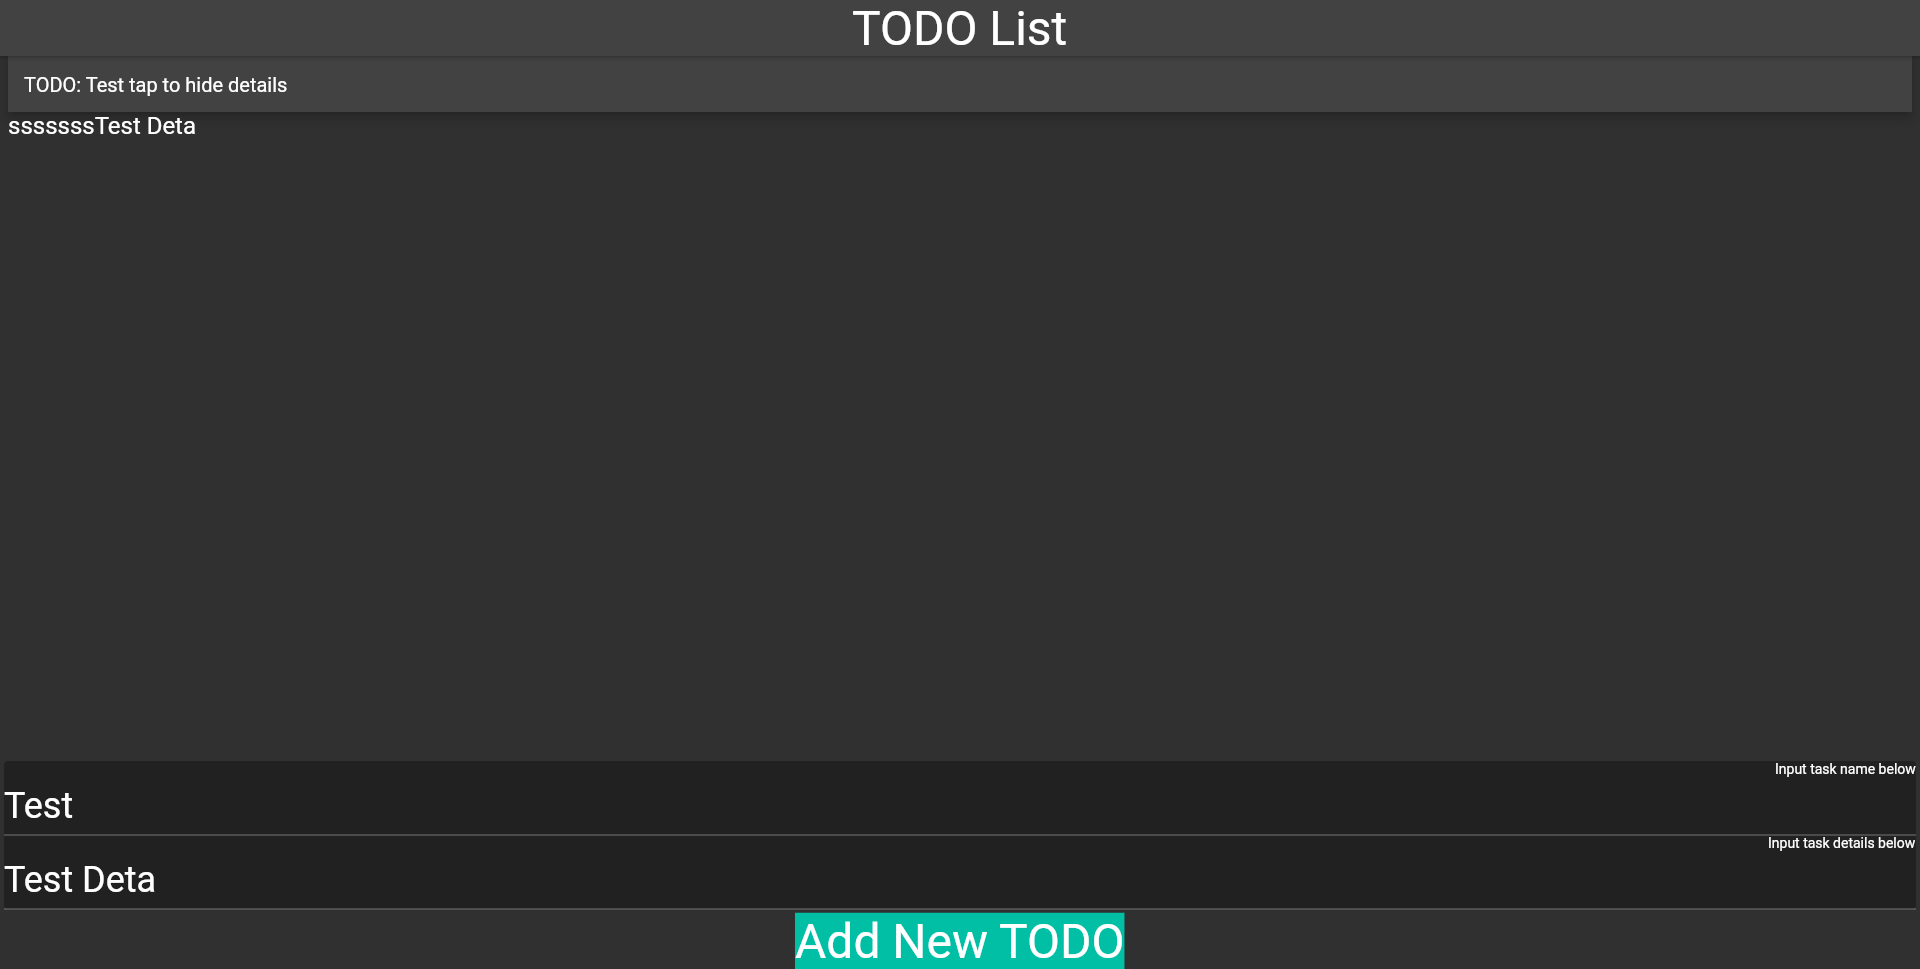 TODO List
TODO: Test tap to hide details
sssssssTest Deta
Input task name below
Test
Input task details below
Test Deta
Add New TODO